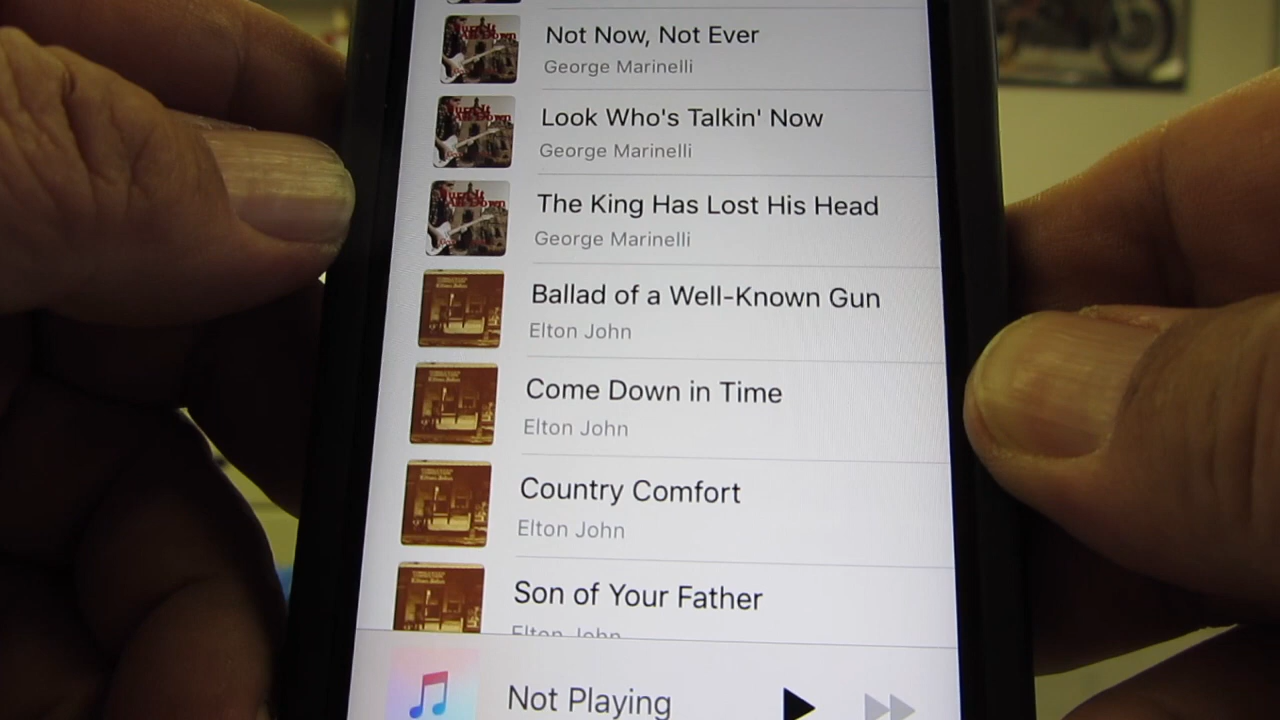 Not Now, Not Ever
George Marinelli
Look Who's Talkin' Now
George Marinelli
The King Has Lost His Head
George Marinelli
Ballad of a Well-Known Gun
Elton John
Come Down in Time
Elton John
Country Comfort
Elton John
Son of Your Father
Elton John
Not Playing